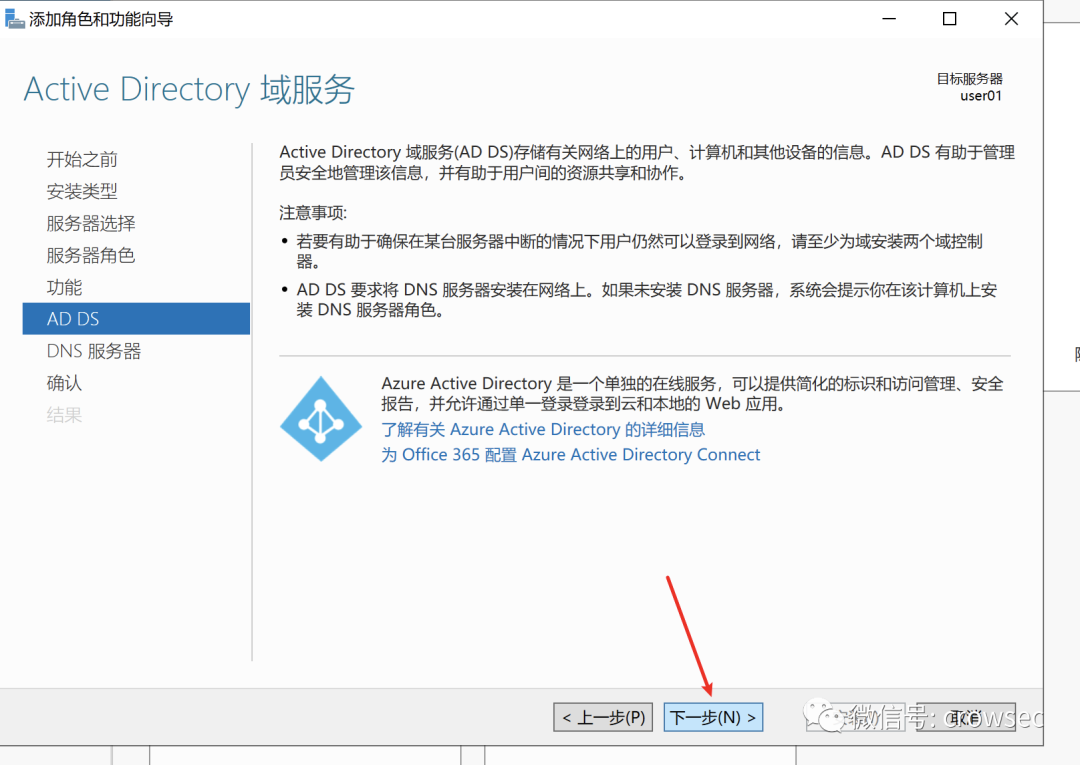 添加角色和功能向导
Active Directory 域服务
目标服务器
user01
开始之前
安装类型
服务器选择
服务器角色
功能
AD DS
DNS 服务器
确认
结果
Active Directory 域服务(AD DS)存储有关网络上的用户、计算机和其他设备的信息。AD DS 有助于管理
员安全地管理该信息，并有助于用户间的资源共享和协作。
注意事项:
• 若要有助于确保在某台服务器中断的情况下用户仍然可以登录到网络，请至少为域安装两个域控制
器。
• AD DS 要求将 DNS 服务器安装在网络上。如果未安装 DNS 服务器，系统会提示你在该计算机上安
装 DNS 服务器角色。
Azure Active Directory 是一个单独的在线服务，可以提供简化的标识和访问管理、安全
报告，并允许通过单一登录登录到云和本地的 Web 应用。
了解有关 Azure Active Directory 的详细信息
为 Office 365 配置 Azure Active Directory Connect
< 上一步(P)
下一步(N) >
取消
微信号: crowsec